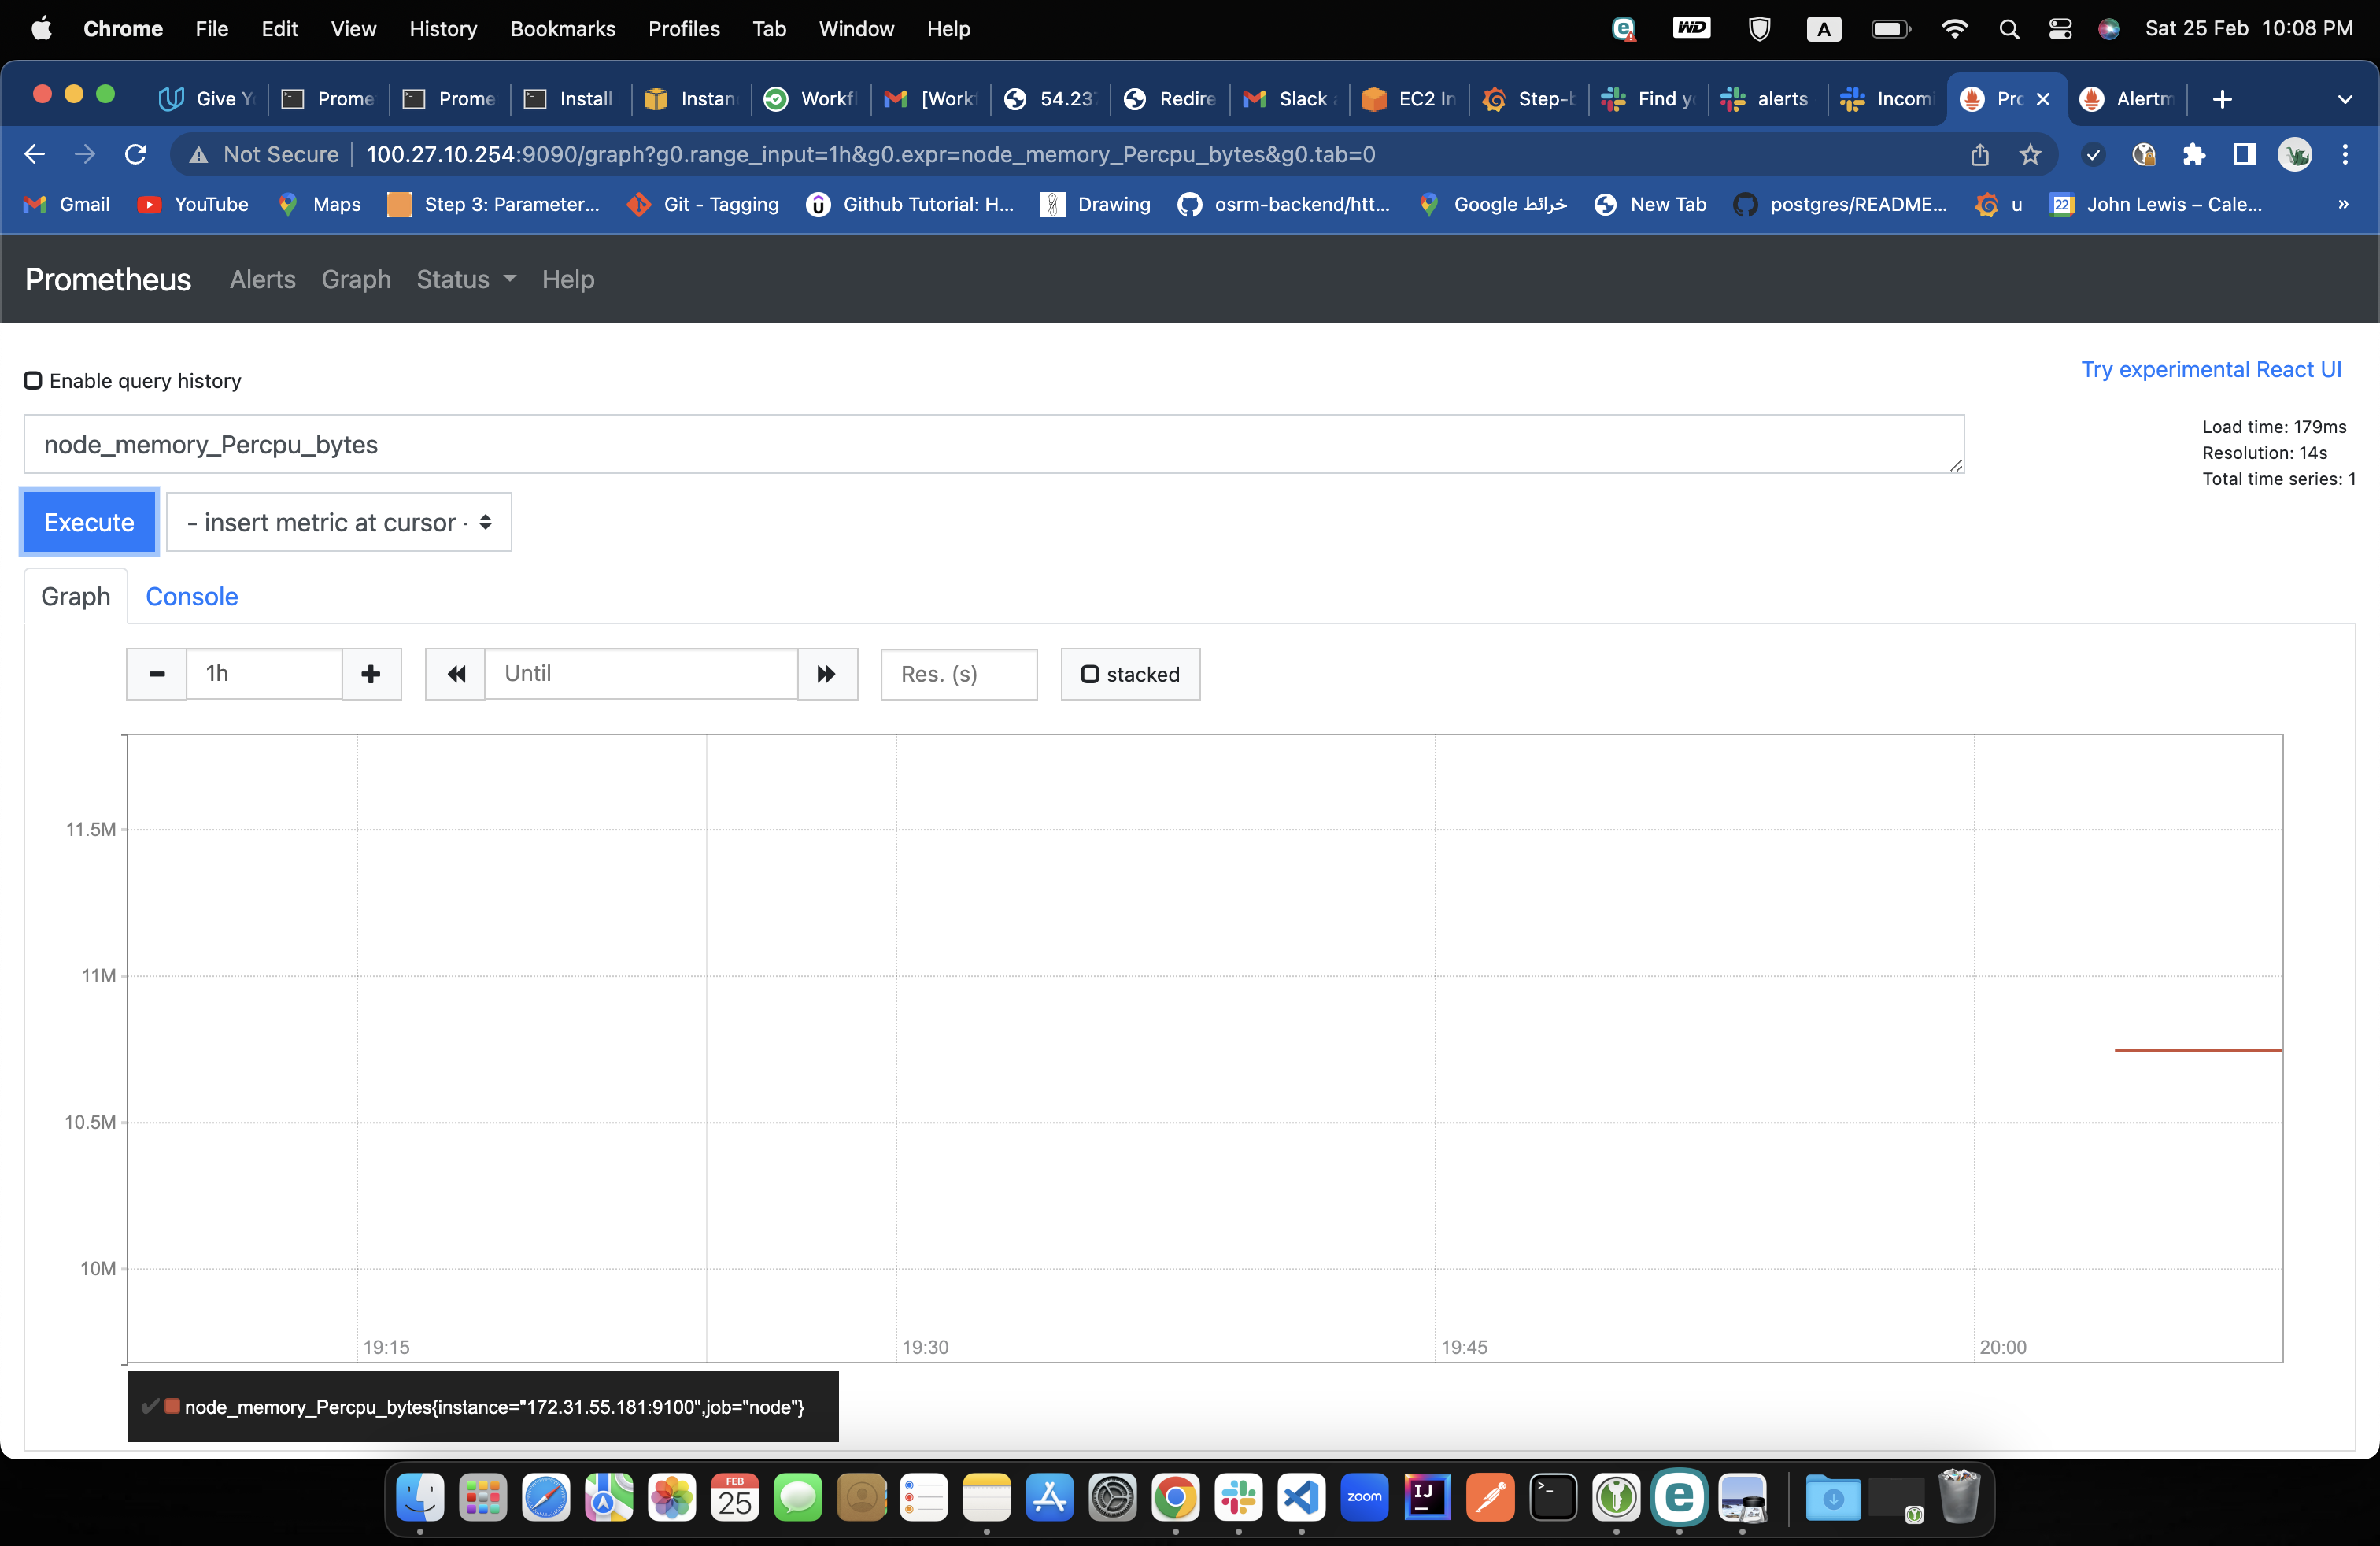 Chrome File Edit View History Bookmarks Profiles Tab Window Help WD A Sat 25 Feb 10:08 PM
Give Y Prome Prome Install Instan Workfl [Work 54.23 Redire Slack EC2 In Step-b Find y alerts Incomi Pro Alertm
Not Secure 100.27.10.254:9090/graph?g0.range_input=1h&g0.expr=node_memory_Percpu_bytes&g0.tab=0
Gmail YouTube Maps Step 3: Parameter... Git - Tagging Github Tutorial: H... Drawing osrm-backend/htt... Google خرائط New Tab postgres/README... u 22 John Lewis – Cale... »
Prometheus Alerts Graph Status Help
Enable query history
Try experimental React UI
node_memory_Percpu_bytes
Load time: 179ms
Resolution: 14s
Total time series: 1
Execute - insert metric at cursor -
Graph Console
1h Until Res. (s) stacked
11.5M
11M
10.5M
10M
19:15 19:30 19:45 20:00
node_memory_Percpu_bytes{instance="172.31.55.181:9100",job="node"}
FEB
25
zoom
IJ
e